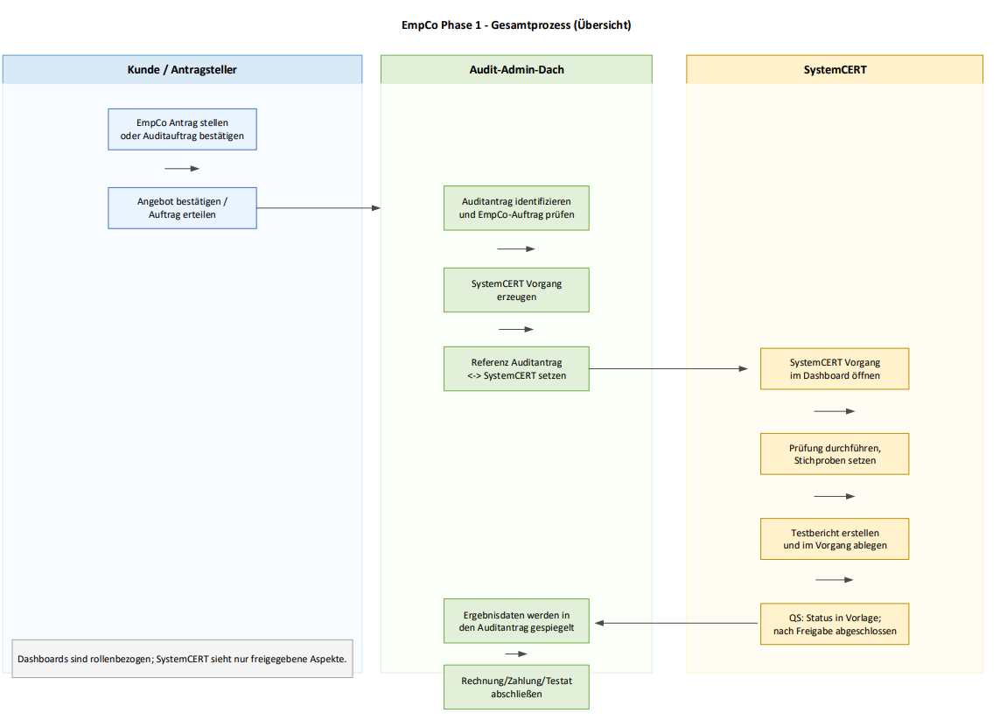 EmpCo Phase 1 - Gesamtprozess (Übersicht)
Kunde / Antragsteller
EmpCo Antrag stellen
oder Auditauftrag bestätigen
Angebot bestätigen /
Auftrag erteilen
Dashboards sind rollenbezogen; SystemCERT sieht nur freigegebene Aspekte.
Audit-Admin-Dach
Auditantrag identifizieren
und EmpCo-Auftrag prüfen
SystemCERT Vorgang
erzeugen
Referenz Auditantrag
<-> SystemCERT setzen
Ergebnisdaten werden in
den Auditantrag gespiegelt
Rechnung/Zahlung/Testat
abschließen
SystemCERT
SystemCERT Vorgang
im Dashboard öffnen
Prüfung durchführen,
Stichproben setzen
Testbericht erstellen
und im Vorgang ablegen
QS: Status in Vorlage;
nach Freigabe abgeschlossen